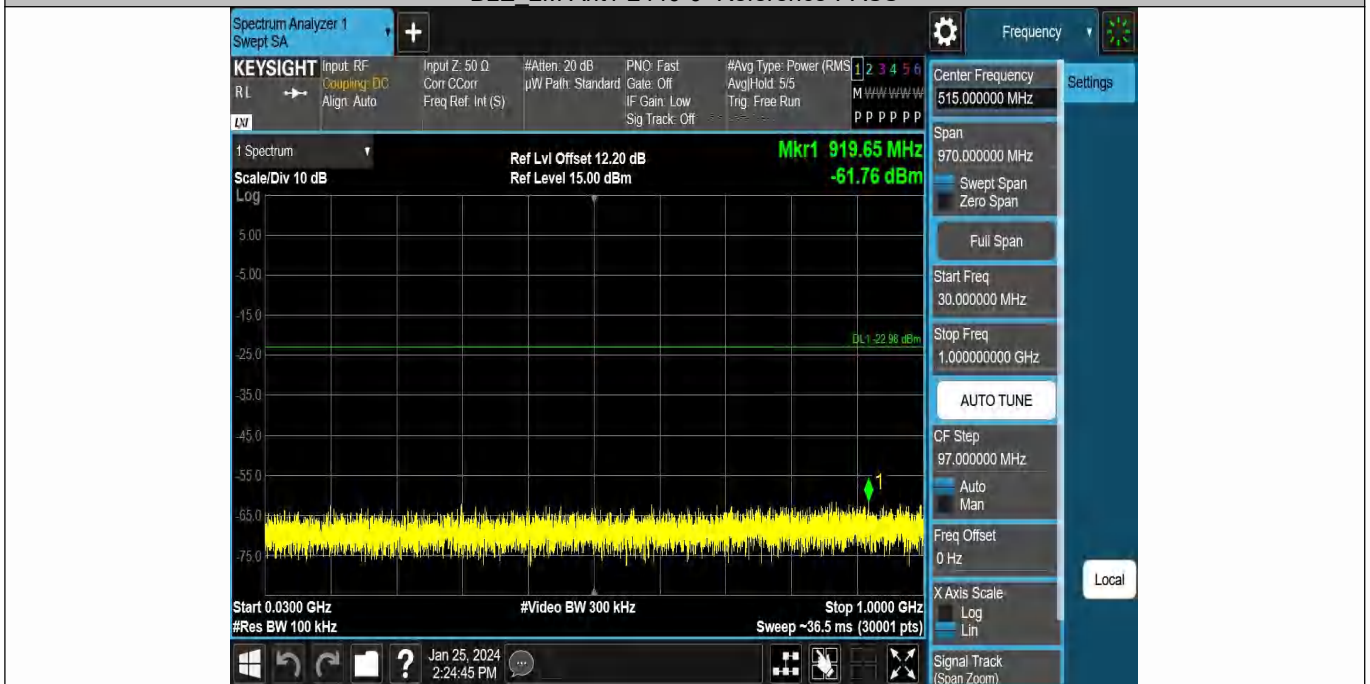 Spectrum Analyzer 1
Swept SA
+
Frequency
KEYSIGHT
RL
LXI
Input: RF
Coupling: DC
Align: Auto
Input Z: 50 Ω
Corr CCorr
Freq Ref: Int (S)
#Atten: 20 dB
µW Path: Standard
PNO: Fast
Gate: Off
IF Gain: Low
Sig Track: Off
#Avg Type: Power (RMS
Avg|Hold: 5/5
Trig: Free Run
1 2 3 4 5 6
M W W W W W
P P P P P P
1 Spectrum
Scale/Div 10 dB
Log
Ref Lvl Offset 12.20 dB
Ref Level 15.00 dBm
Mkr1 919.65 MHz
-61.76 dBm
5.00
-5.00
-15.0
-25.0
-35.0
-45.0
-55.0
-65.0
-75.0
DL1 -22.96 dBm
1
Start 0.0300 GHz
#Res BW 100 kHz
#Video BW 300 kHz
Stop 1.0000 GHz
Sweep ~36.5 ms (30001 pts)
?
Jan 25, 2024
2:24:45 PM
Center Frequency
515.000000 MHz
Settings
Span
970.000000 MHz
Swept Span
Zero Span
Full Span
Start Freq
30.000000 MHz
Stop Freq
1.000000000 GHz
AUTO TUNE
CF Step
97.000000 MHz
Auto
Man
Freq Offset
0 Hz
X Axis Scale
Log
Lin
Local
Signal Track
(Span Zoom)